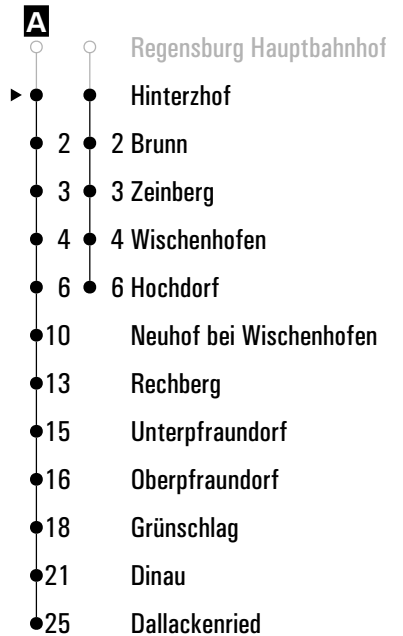 A
Regensburg Hauptbahnhof
Hinterzhof
2 2 Brunn
3 3 Zeinberg
4 4 Wischenhofen
6 6 Hochdorf
10 Neuhof bei Wischenhofen
13 Rechberg
15 Unterpfraundorf
16 Oberpfraundorf
18 Grünschlag
21 Dinau
25 Dallackenried